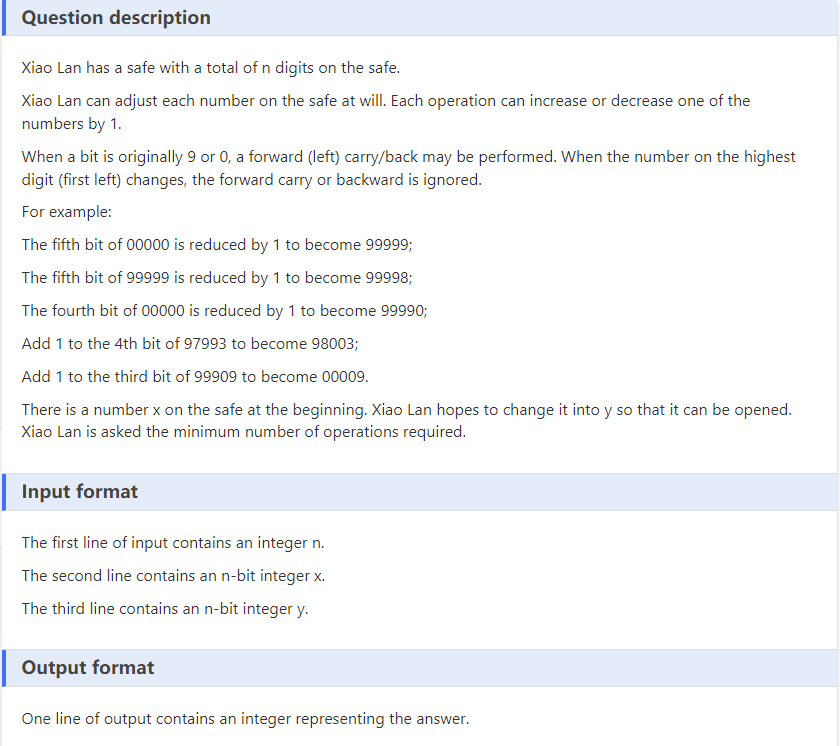 Question description
Xiao Lan has a safe with a total of n digits on the safe.
Xiao Lan can adjust each number on the safe at will. Each operation can increase or decrease one of the
numbers by 1.
When a bit is originally 9 or 0, a forward (left) carry/back may be performed. When the number on the highest
digit (first left) changes, the forward carry or backward is ignored.
For example:
The fifth bit of 00000 is reduced by 1 to become 99999;
The fifth bit of 99999 is reduced by 1 to become 99998;
The fourth bit of 00000 is reduced by 1 to become 99990;
Add 1 to the 4th bit of 97993 to become 98003;
Add 1 to the third bit of 99909 to become 00009.
There is a number x on the safe at the beginning. Xiao Lan hopes to change it into y so that it can be opened.
Xiao Lan is asked the minimum number of operations required.
Input format
The first line of input contains an integer n.
The second line contains an n-bit integer x.
The third line contains an n-bit integer y.
Output format
One line of output contains an integer representing the answer.